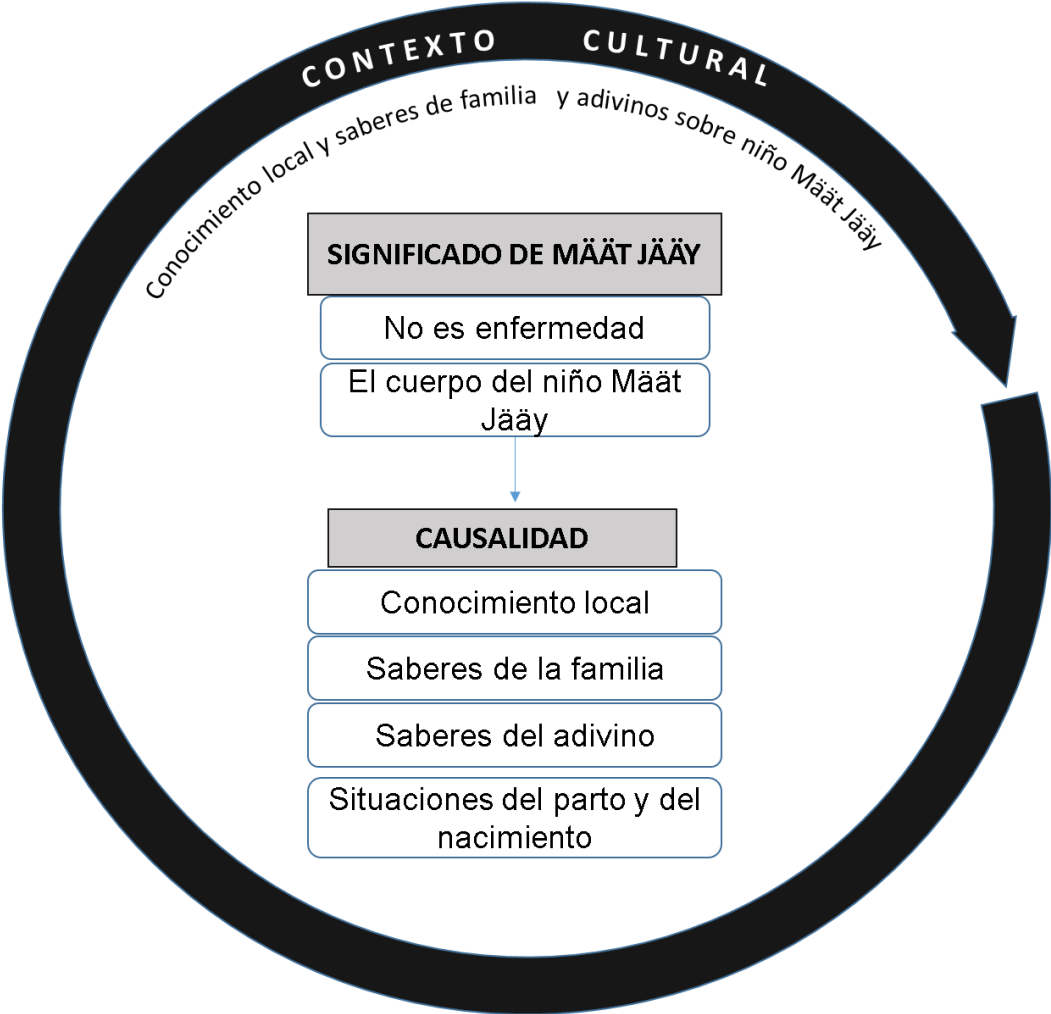 CONTEXTO CULTURAL
Conocimiento local y saberes de familia y adivinos sobre niño Määt Jääy
SIGNIFICADO DE MÄÄT JÄÄY
No es enfermedad
El cuerpo del niño Määt
Jääy
CAUSALIDAD
Conocimiento local
Saberes de la familia
Saberes del adivino
Situaciones del parto y del
nacimiento